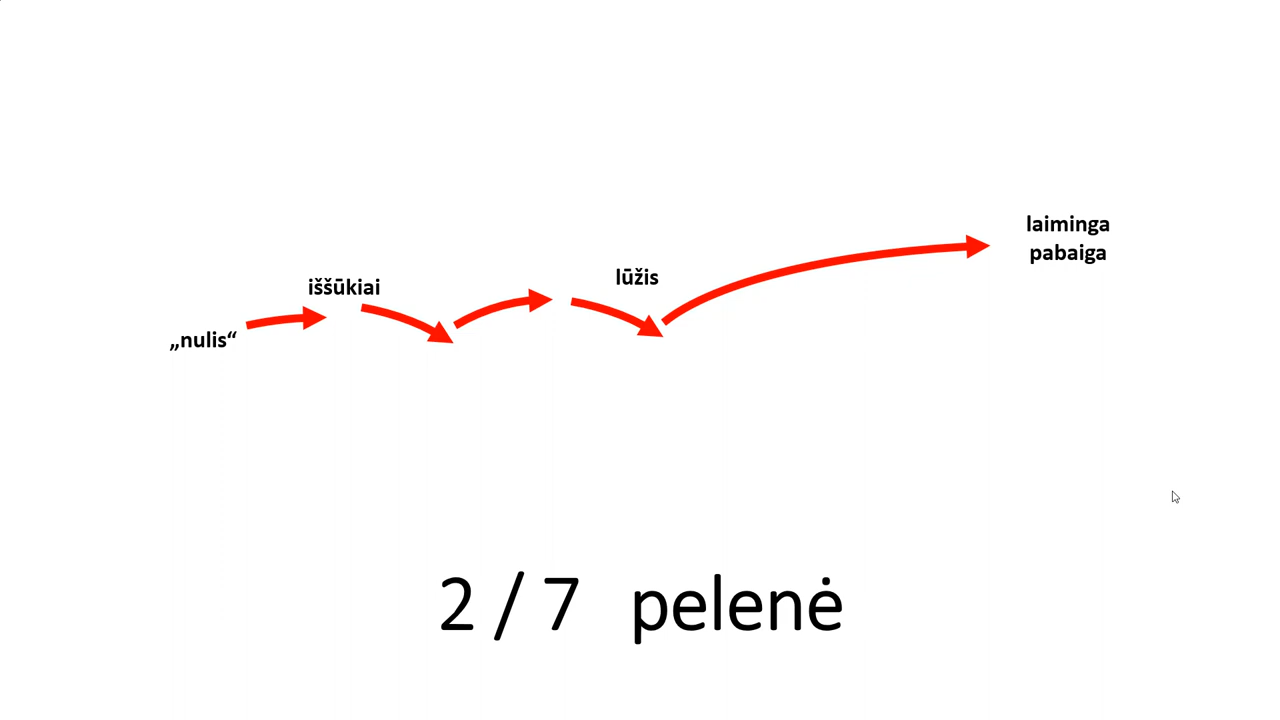 „nulis“
iššūkiai
lūžis
laiminga
pabaiga
2 / 7 pelenė